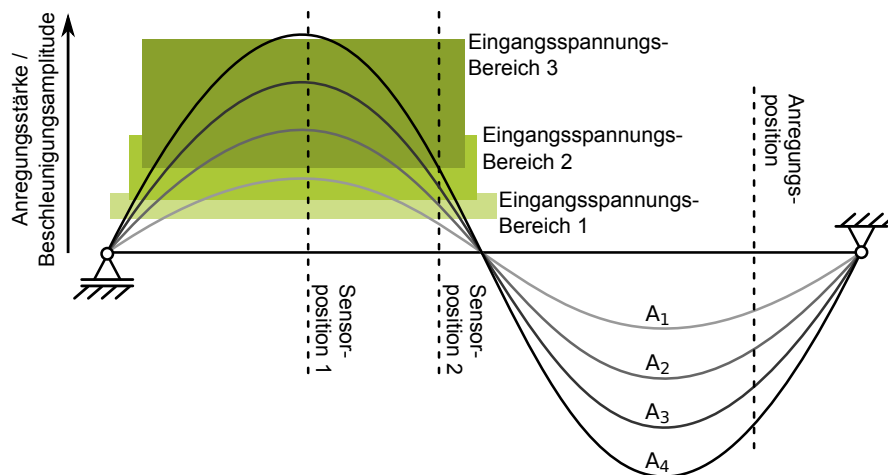 Anregungsstärke /
Beschleunigungsamplitude
Eingangsspannungs-
Bereich 3
Eingangsspannungs-
Bereich 2
Eingangsspannungs-
Bereich 1
Sensor-
position 1
Sensor-
position 2
Anregungs-
position
A₁
A₂
A₃
A₄